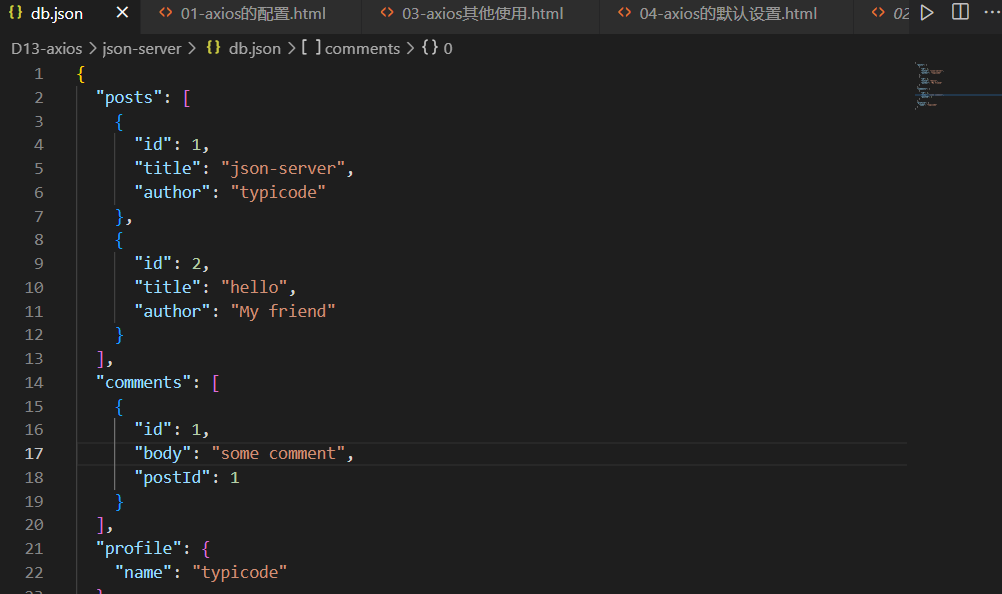 {} db.json × <> 01-axios的配置.html <> 03-axios其他使用.html <> 04-axios的默认设置.html <> 02
D13-axios > json-server > {} db.json > [ ] comments > {} 0
1 {
2 "posts": [
3 {
4 "id": 1,
5 "title": "json-server",
6 "author": "typicode"
7 },
8 {
9 "id": 2,
10 "title": "hello",
11 "author": "My friend"
12 }
13 ],
14 "comments": [
15 {
16 "id": 1,
17 "body": "some comment",
18 "postId": 1
19 }
20 ],
21 "profile": {
22 "name": "typicode"